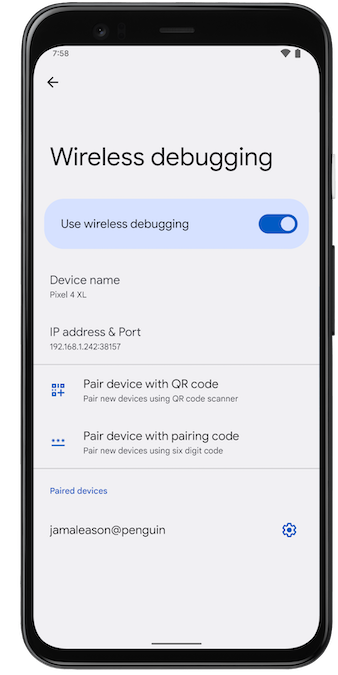 7:58
Wireless debugging
Use wireless debugging
Device name
Pixel 4 XL
IP address & Port
192.168.1.242:38157
Pair device with QR code
Pair new devices using QR code scanner
Pair device with pairing code
Pair new devices using six digit code
Paired devices
jamaleason@penguin